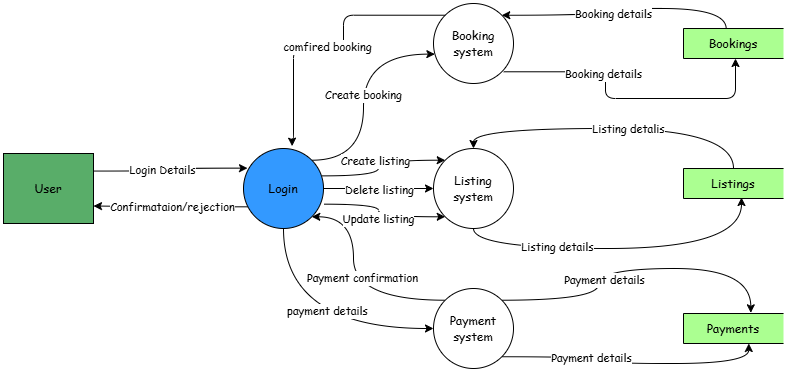 Booking details
comfired booking
Booking
system
Bookings
Booking details
Create booking
Listing detalis
Create listing
Login Details
User
Login
Delete listing
Listing
system
Listings
Confirmataion/rejection
Update listing
Listing details
Payment confirmation
Payment details
payment details
Payment
system
Payments
Payment details